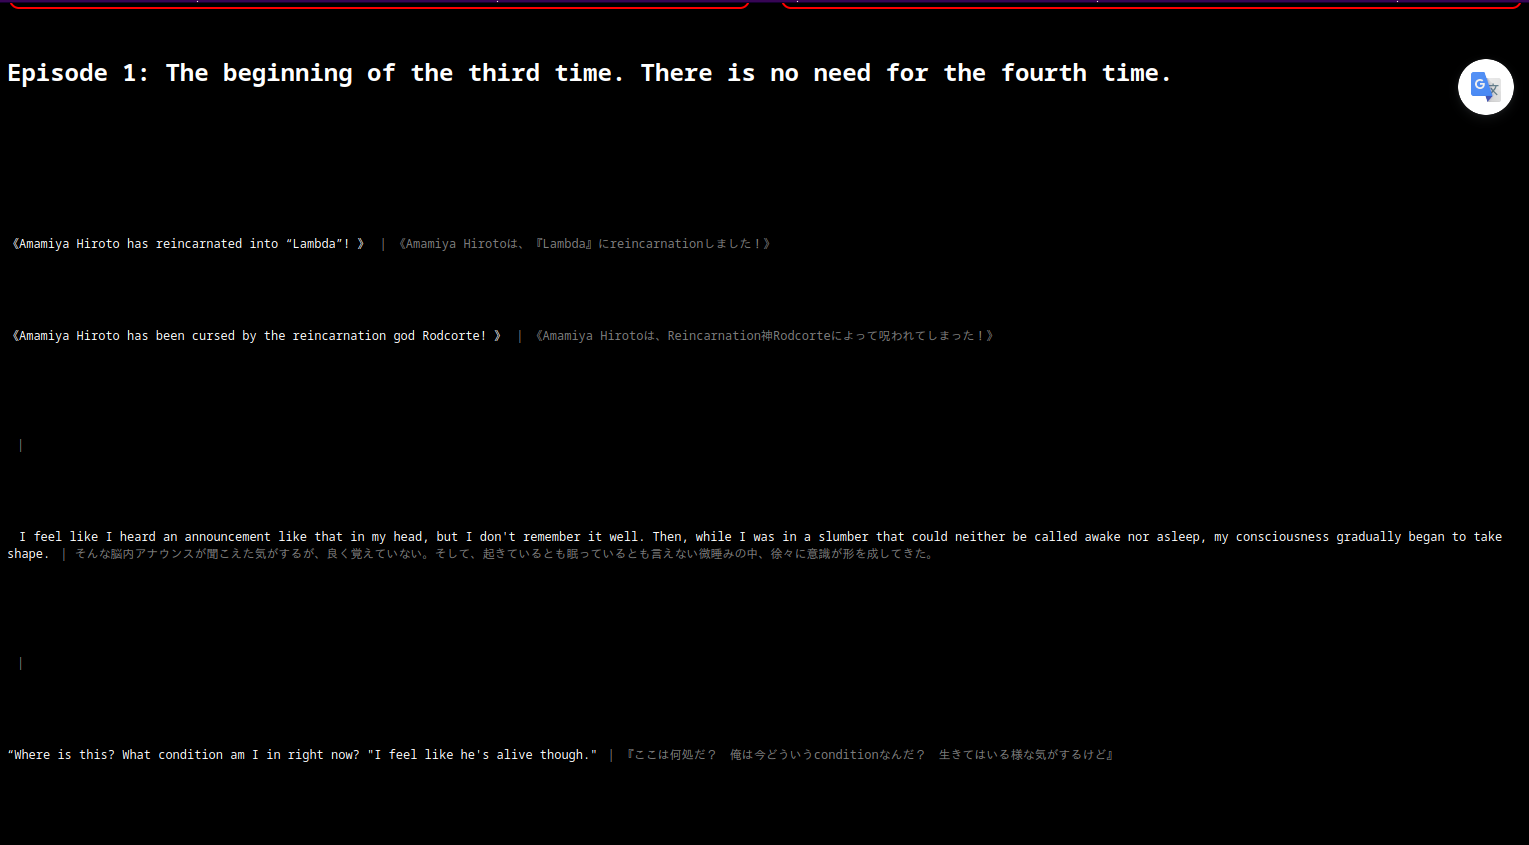 Episode 1: The beginning of the third time. There is no need for the fourth time.
《Amamiya Hiroto has reincarnated into “Lambda”! 》 | 《Amamiya Hirotoは、『Lambda』にreincarnationしました！》
《Amamiya Hiroto has been cursed by the reincarnation god Rodcorte! 》 | 《Amamiya Hirotoは、Reincarnation神Rodcorteによって呪われてしまった！》
|
I feel like I heard an announcement like that in my head, but I don't remember it well. Then, while I was in a slumber that could neither be called awake nor asleep, my consciousness gradually began to take
shape. | そんな脳内アナウンスが聞こえた気がするが、良く覚えていない。そして、起きているとも眠っているとも言えない微睡みの中、徐々に意識が形を成してきた。
|
“Where is this? What condition am I in right now? "I feel like he's alive though." | 『ここは何処だ？　俺は今どういうconditionなんだ？　生きてはいる様な気がするけど』